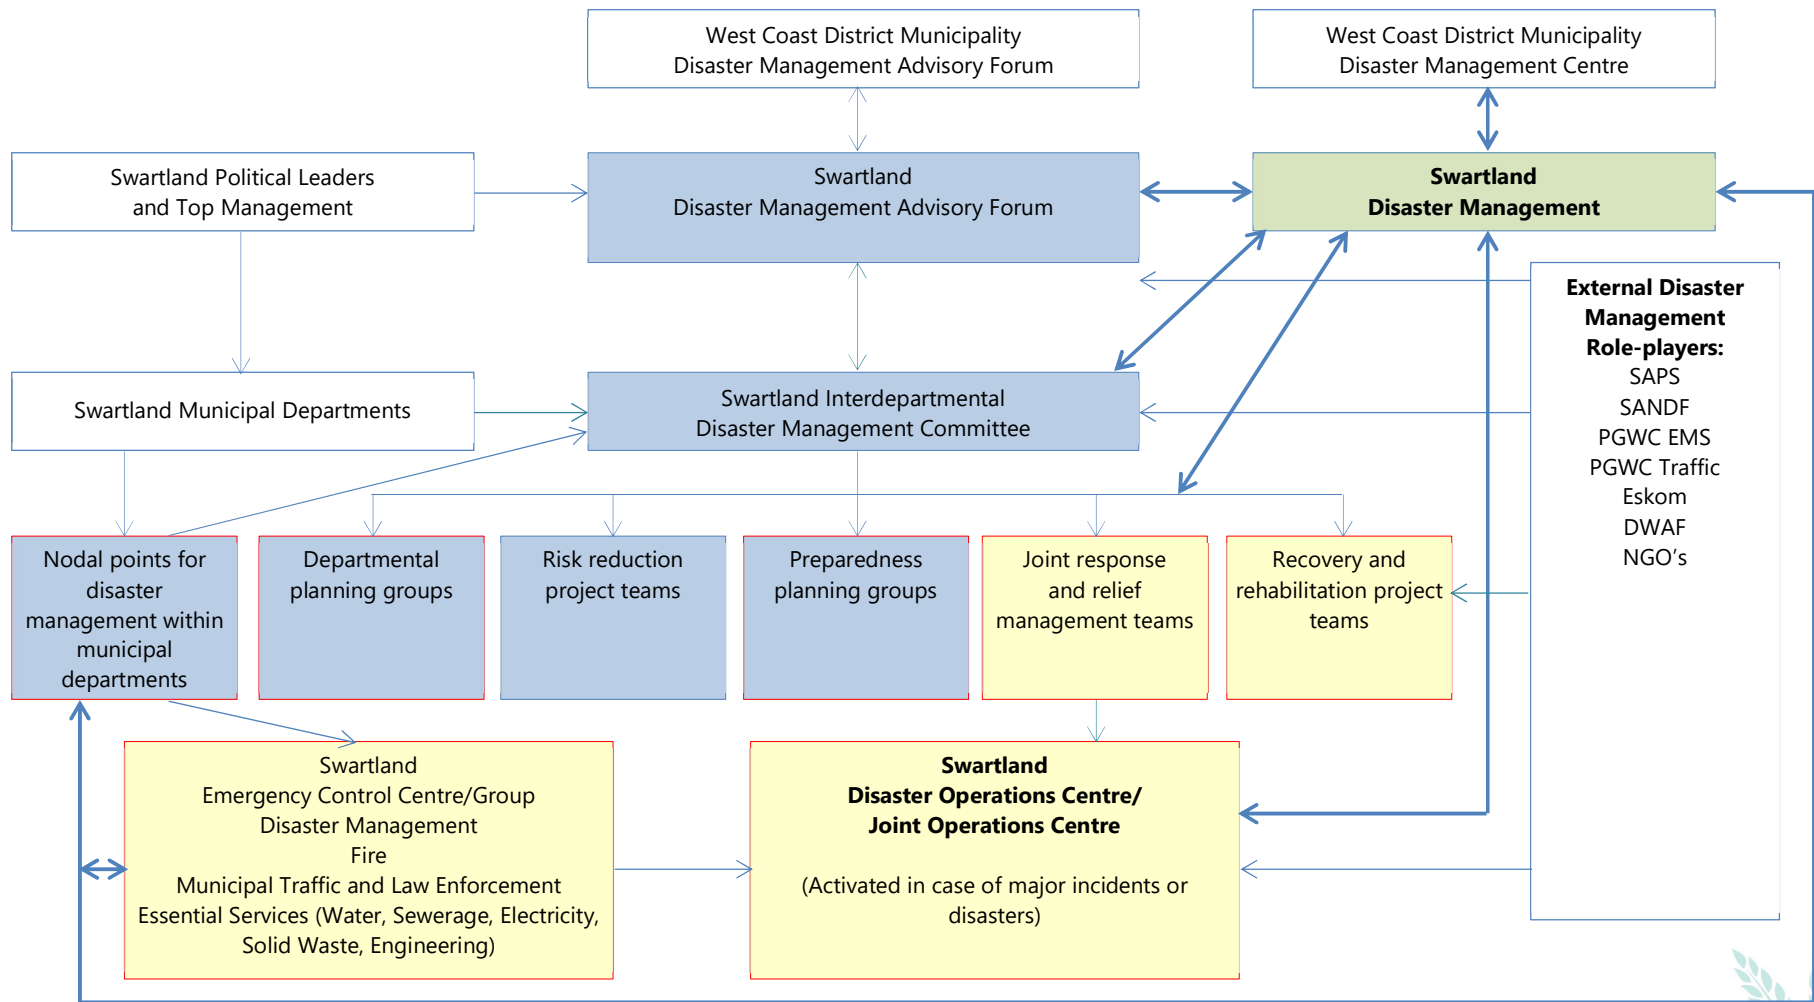 West Coast District Municipality
Disaster Management Advisory Forum
West Coast District Municipality
Disaster Management Centre
Swartland Political Leaders
and Top Management
Swartland
Disaster Management Advisory Forum
Swartland
Disaster Management
External Disaster
Management
Role-players:
SAPS
SANDF
PGWC EMS
PGWC Traffic
Eskom
DWAF
NGO’s
Swartland Municipal Departments
Swartland Interdepartmental
Disaster Management Committee
Nodal points for
disaster
management within
municipal
departments
Departmental
planning groups
Risk reduction
project teams
Preparedness
planning groups
Joint response
and relief
management teams
Recovery and
rehabilitation project
teams
Swartland
Emergency Control Centre/Group
Disaster Management
Fire
Municipal Traffic and Law Enforcement
Essential Services (Water, Sewerage, Electricity,
Solid Waste, Engineering)
Swartland
Disaster Operations Centre/
Joint Operations Centre
(Activated in case of major incidents or
disasters)